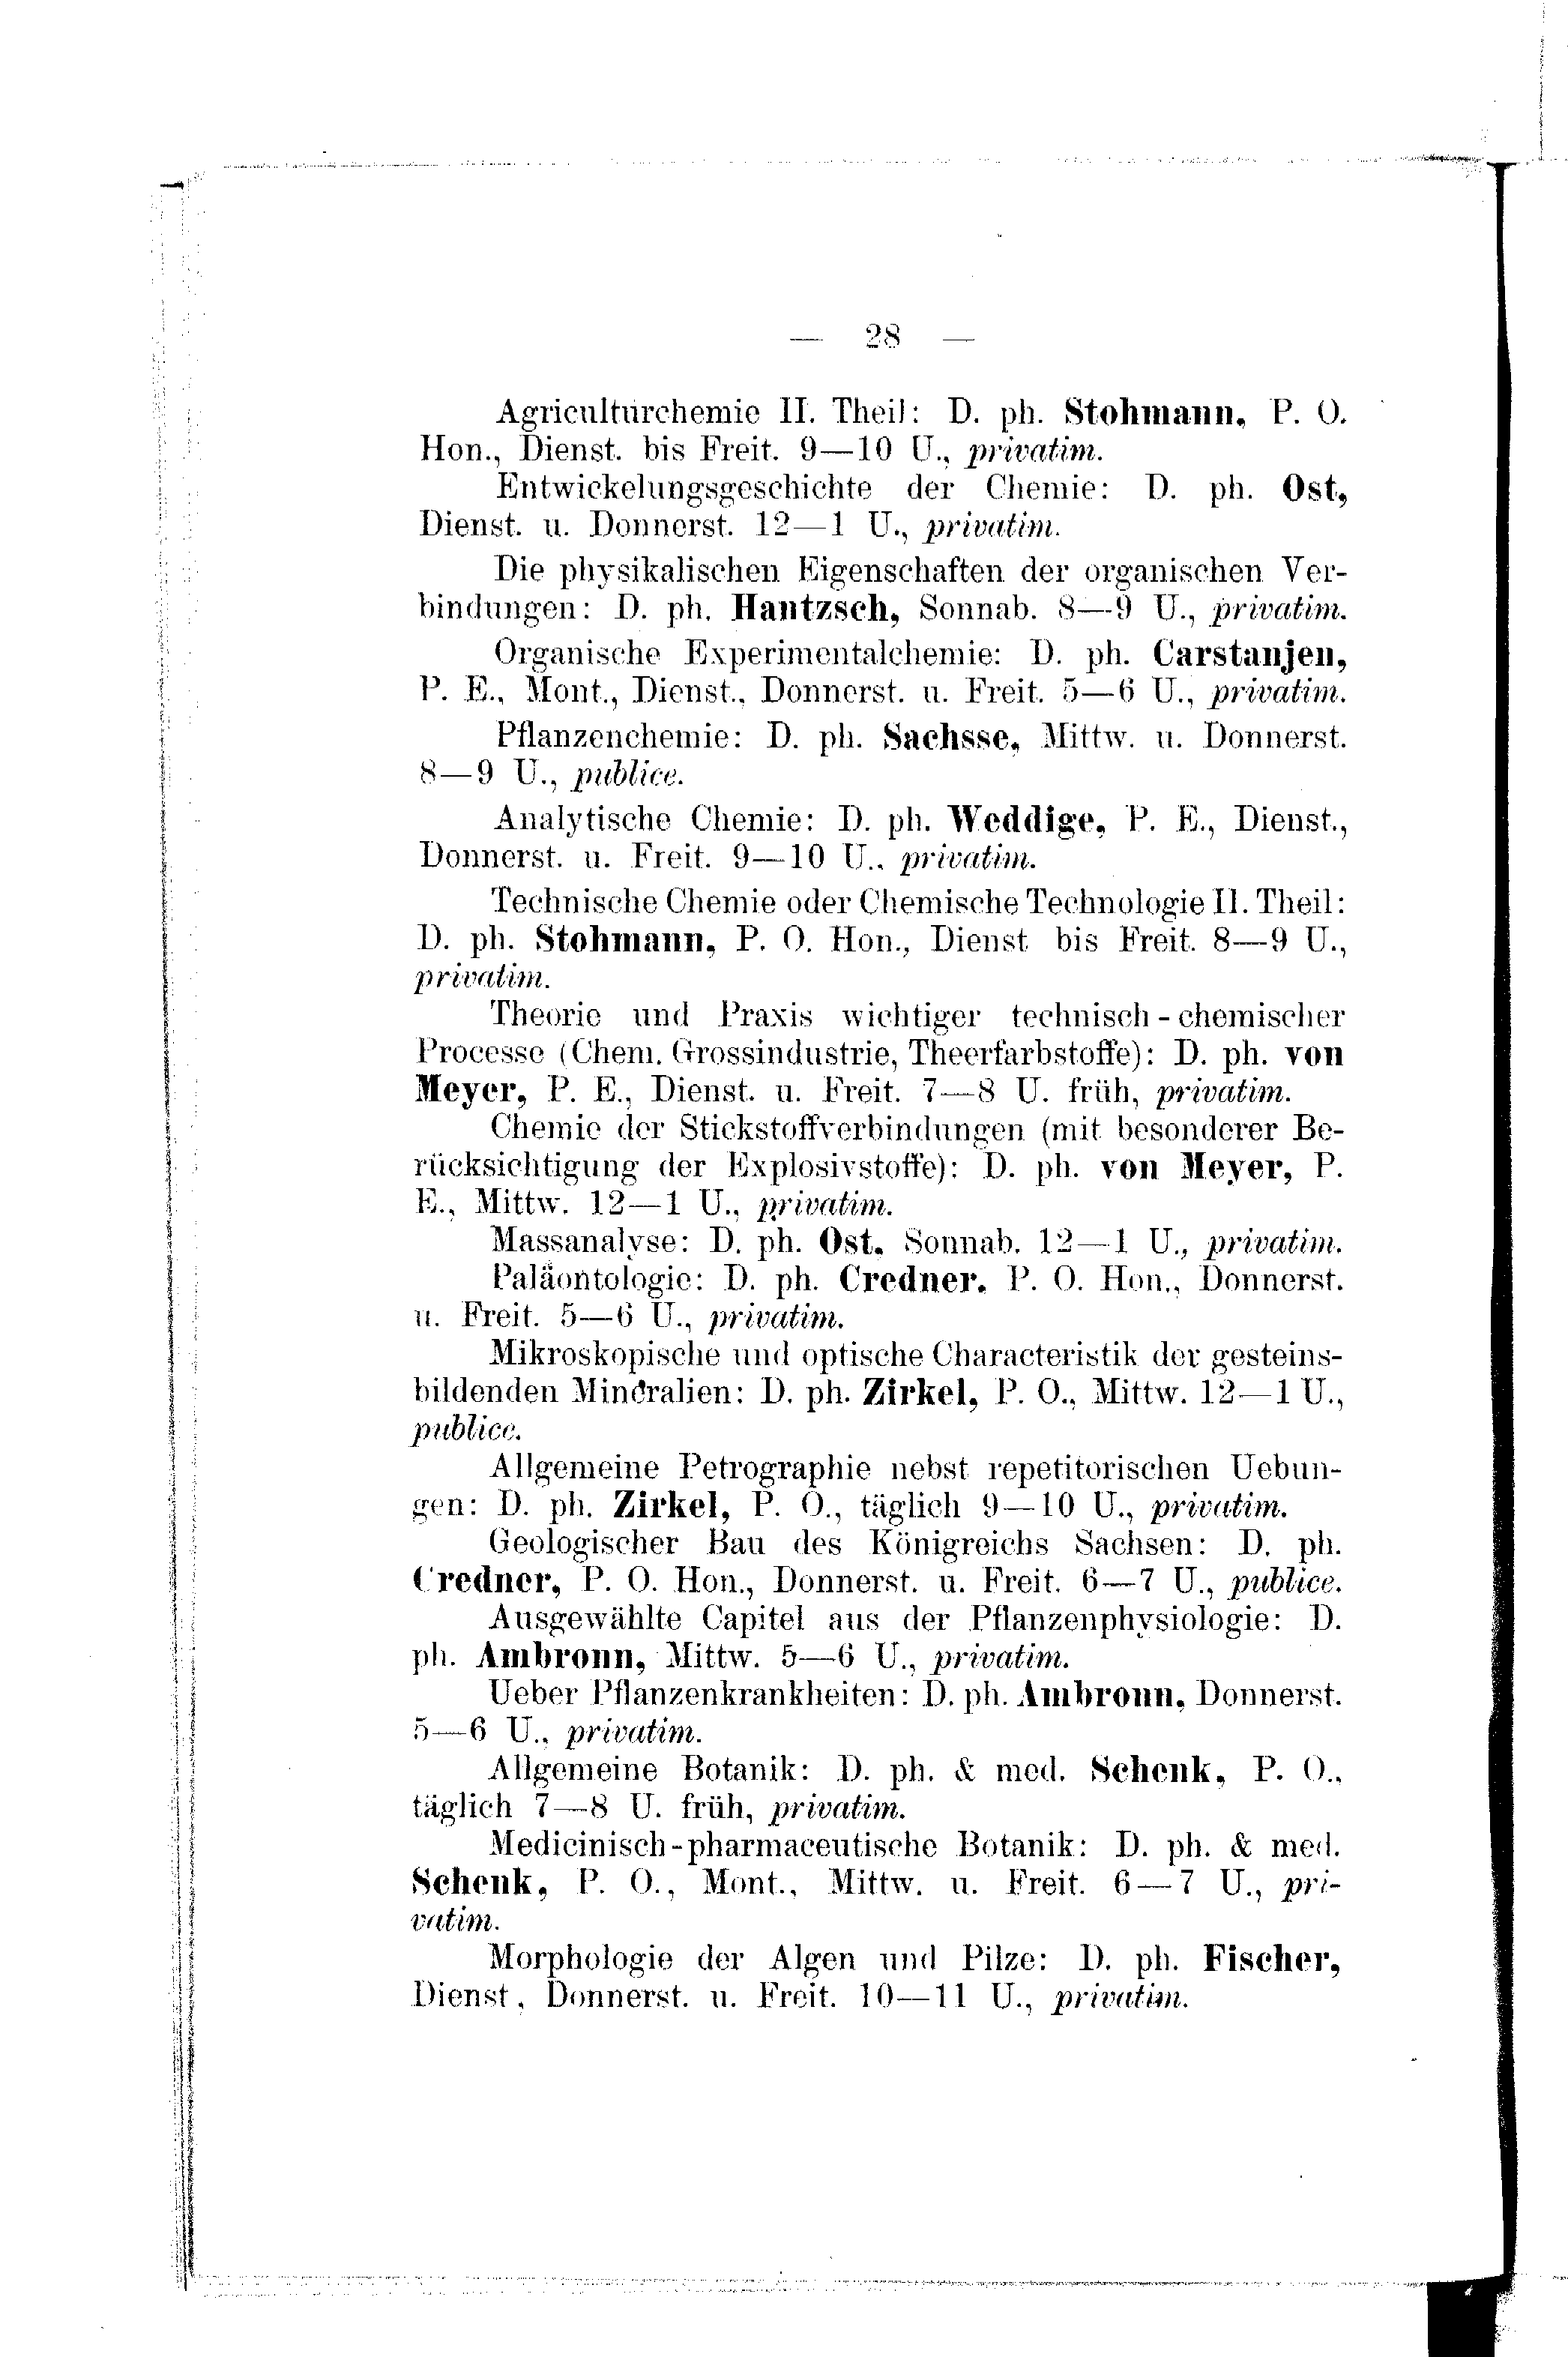 — 28 —
Agriculturchemie II. Theil: D. ph. Stohmann, P. O.
Hon., Dienst. bis Freit. 9—10 U., privatim.
Entwickelungsgeschichte der Chemie: D. ph. Ost,
Dienst. u. Donnerst. 12—1 U., privatim.
Die physikalischen Eigenschaften der organischen Ver-
bindungen: D. ph. Hantzsch, Sonnab. 8—9 U., privatim.
Organische Experimentalchemie: D. ph. Carstanjen,
P. E., Mont., Dienst., Donnerst. u. Freit. 5—6 U., privatim.
Pflanzenchemie: D. ph. Sachsse, Mittw. u. Donnerst.
8—9 U., publice.
Analytische Chemie: D. ph. Weddige, P. E., Dienst.,
Donnerst. u. Freit. 9—10 U., privatim.
Technische Chemie oder Chemische Technologie II. Theil:
D. ph. Stohmann, P. O. Hon., Dienst bis Freit. 8—9 U.,
privatim.
Theorie und Praxis wichtiger technisch-chemischer
Processe (Chem. Grossindustrie, Theerfarbstoffe): D. ph. von
Meyer, P. E., Dienst. u. Freit. 7—8 U. früh, privatim.
Chemie der Stickstoffverbindungen (mit besonderer Be-
rücksichtigung der Explosivstoffe): D. ph. von Meyer, P.
E., Mittw. 12—1 U., privatim.
Massanalyse: D. ph. Ost. Sonnab. 12—1 U., privatim.
Paläontologie: D. ph. Credner, P. O. Hon., Donnerst.
u. Freit. 5—6 U., privatim.
Mikroskopische und optische Characteristik der gesteins-
bildenden Mineralien: D. ph. Zirkel, P. O., Mittw. 12—1 U.,
publice.
Allgemeine Petrographie nebst repetitorischen Uebun-
gen: D. ph. Zirkel, P. O., täglich 9—10 U., privatim.
Geologischer Bau des Königreichs Sachsen: D. ph.
Credner, P. O. Hon., Donnerst. u. Freit. 6—7 U., publice.
Ausgewählte Capitel aus der Pflanzenphysiologie: D.
ph. Ambronn, Mittw. 5—6 U., privatim.
Ueber Pflanzenkrankheiten: D. ph. Ambronn, Donnerst.
5—6 U., privatim.
Allgemeine Botanik: D. ph. & med. Schenk, P. O.,
täglich 7—8 U. früh, privatim.
Medicinisch-pharmaceutische Botanik: D. ph. & med.
Schenk, P. O., Mont., Mittw. u. Freit. 6—7 U., pri-
vatim.
Morphologie der Algen und Pilze: D. ph. Fischer,
Dienst, Donnerst. u. Freit. 10—11 U., privatim.